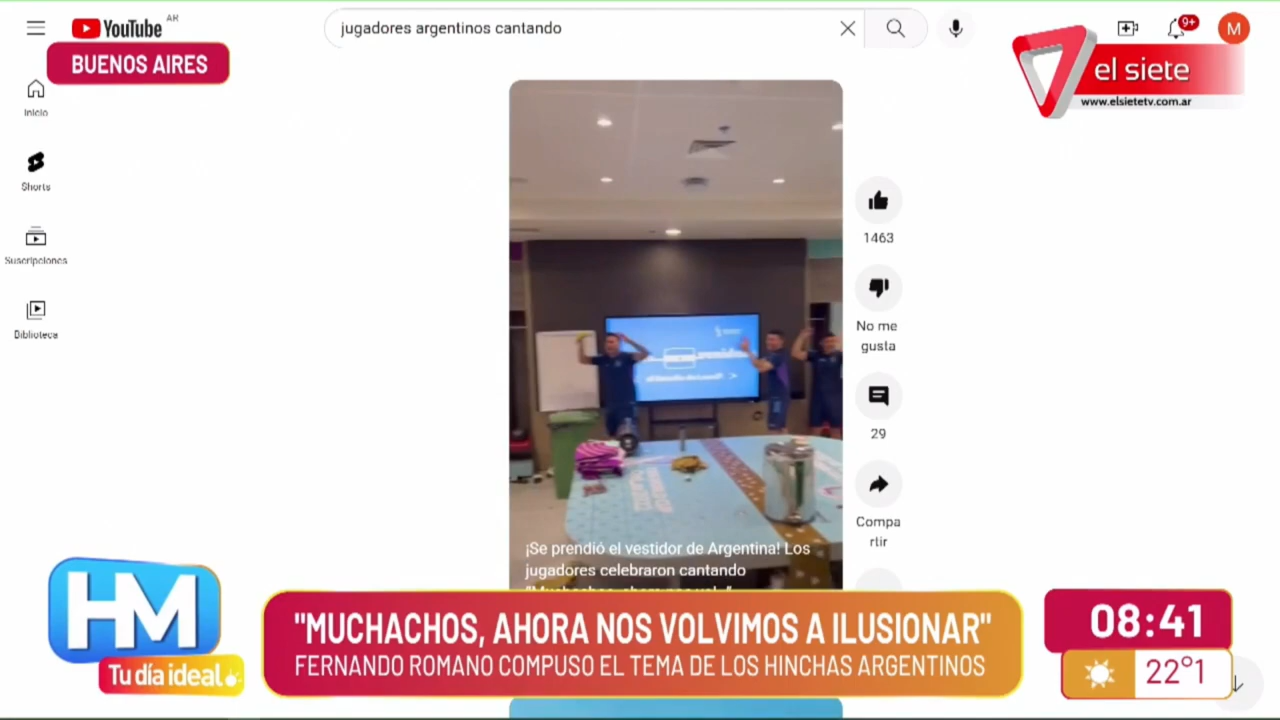 YouTube AR
jugadores argentinos cantando
9+
M
BUENOS AIRES
el siete
www.elsietetv.com.ar
Inicio
Shorts
Suscripciones
Biblioteca
1463
No me
gusta
29
Compa
rtir
¡Se prendió el vestidor de Argentina! Los
jugadores celebraron cantando
HM
Tu día ideal
"MUCHACHOS, AHORA NOS VOLVIMOS A ILUSIONAR"
FERNANDO ROMANO COMPUSO EL TEMA DE LOS HINCHAS ARGENTINOS
08:41
22°1